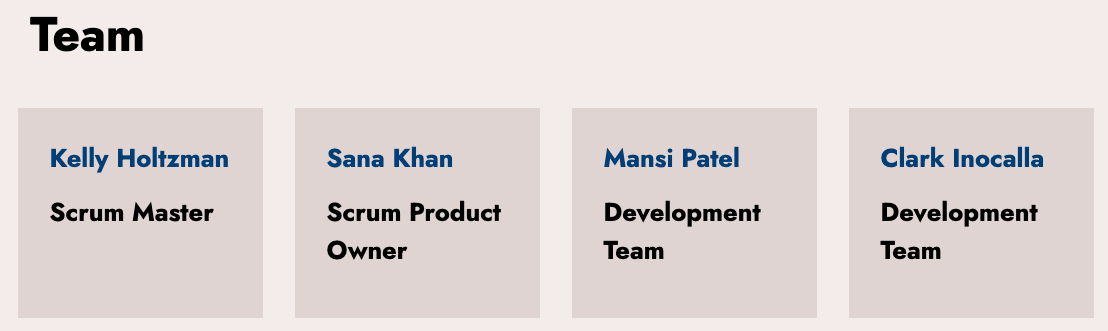 Team
Kelly Holtzman
Scrum Master
Sana Khan
Scrum Product
Owner
Mansi Patel
Development
Team
Clark Inocalla
Development
Team